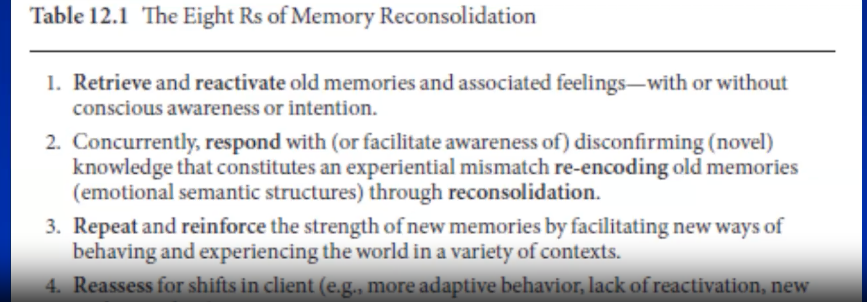 Table 12.1 The Eight Rs of Memory Reconsolidation
1. Retrieve and reactivate old memories and associated feelings—with or without
conscious awareness or intention.
2. Concurrently, respond with (or facilitate awareness of) disconfirming (novel)
knowledge that constitutes an experiential mismatch re-encoding old memories
(emotional semantic structures) through reconsolidation.
3. Repeat and reinforce the strength of new memories by facilitating new ways of
behaving and experiencing the world in a variety of contexts.
4. Reassess for shifts in client (e.g., more adaptive behavior, lack of reactivation, new